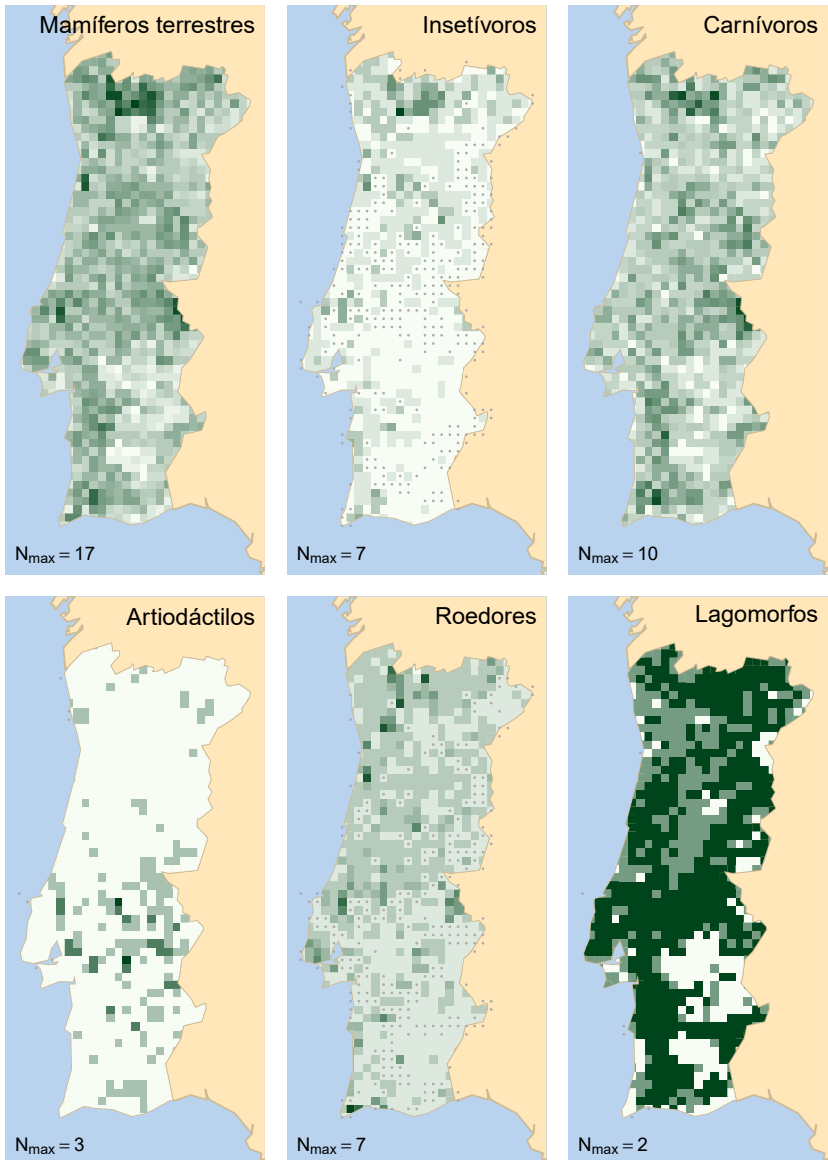 Mamíferos terrestres
Insetívoros
Carnívoros
Nmax = 17
Nmax = 7
Nmax = 10
Artiodáctilos
Roedores
Lagomorfos
Nmax = 3
Nmax = 7
Nmax = 2